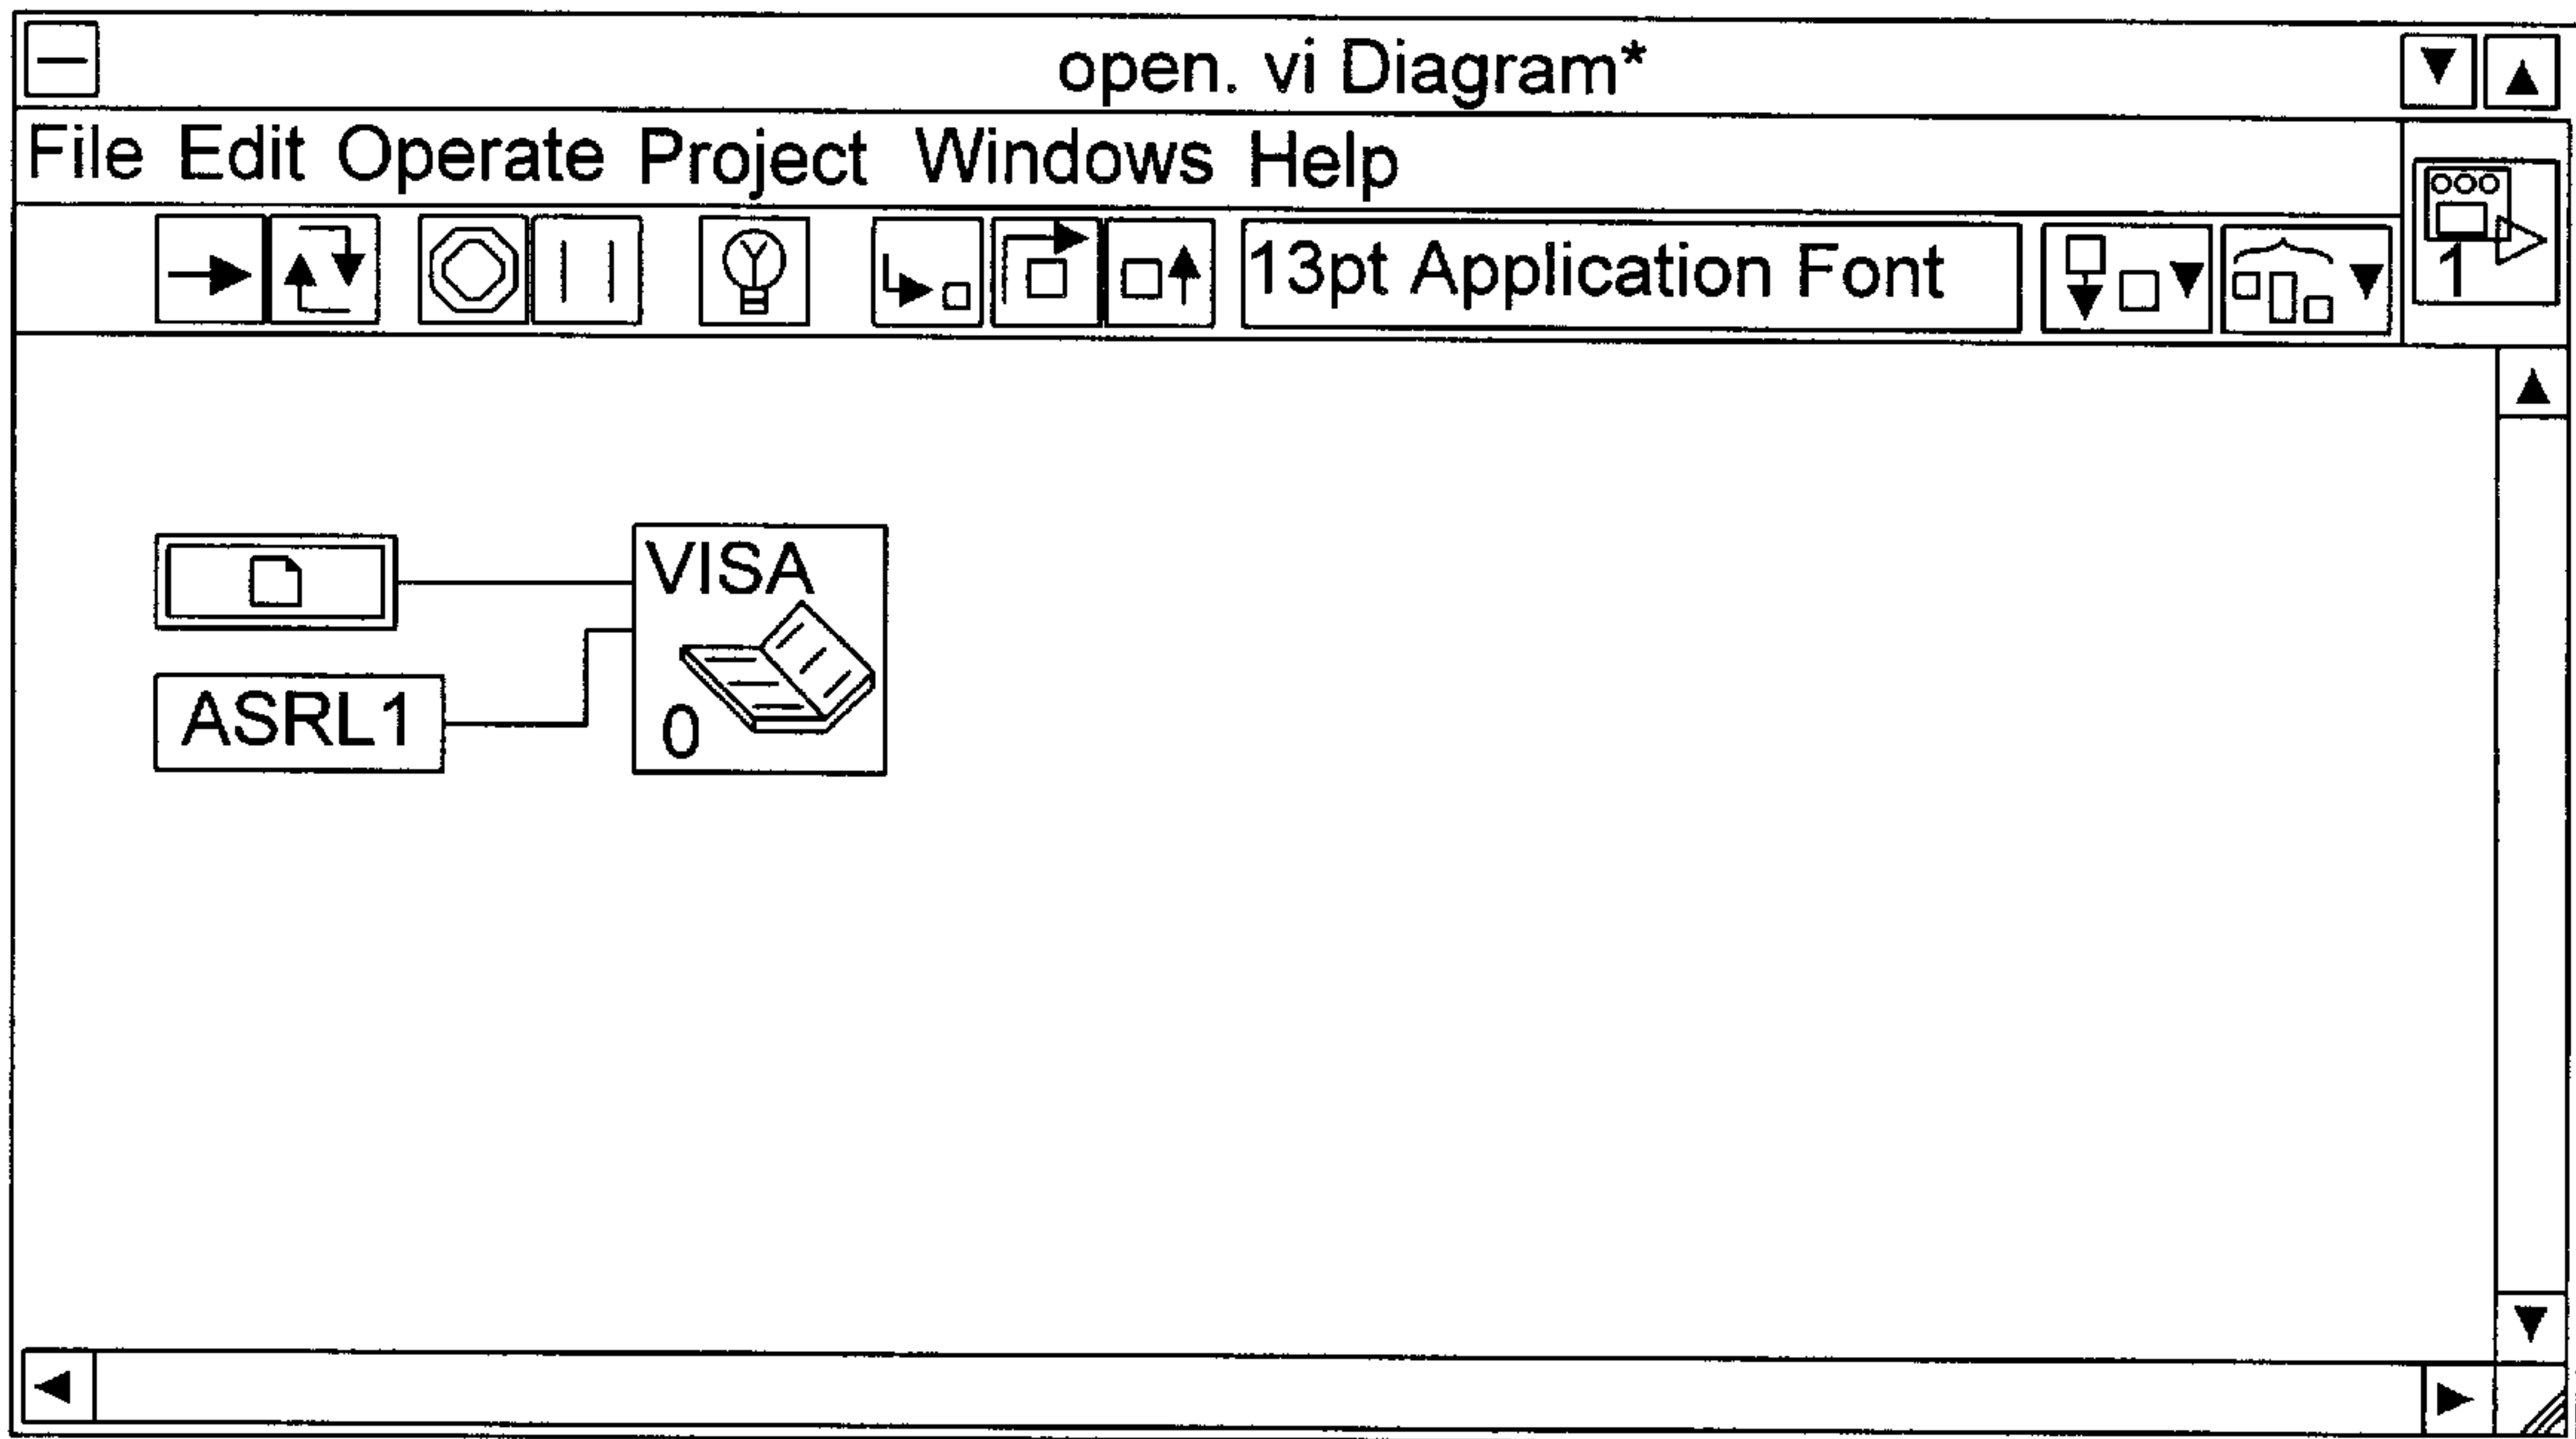 open. vi Diagram*
File Edit Operate Project Windows Help
13pt Application Font
1
VISA
0
ASRL1